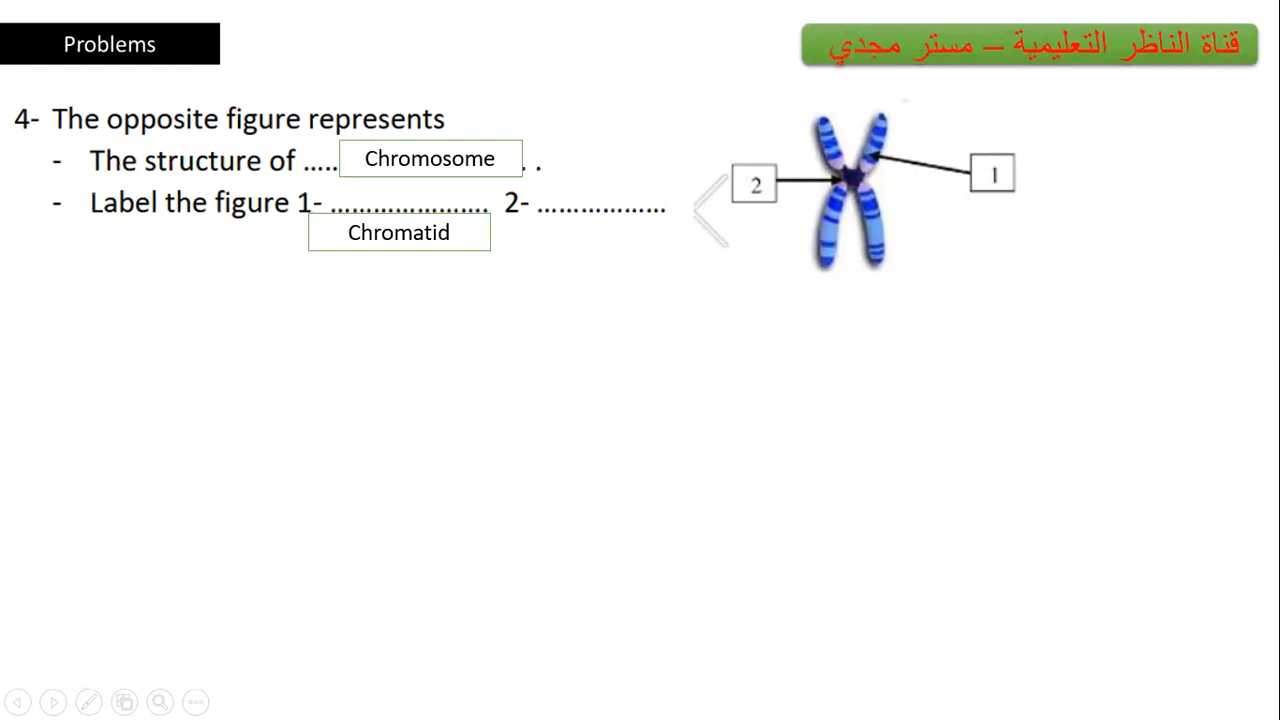 Problems
قناة الناظر التعليمية – مستر مجدي
4- The opposite figure represents
- The structure of ..... Chromosome . .
- Label the figure 1- ...................... 2- ..................
Chromatid
1
2